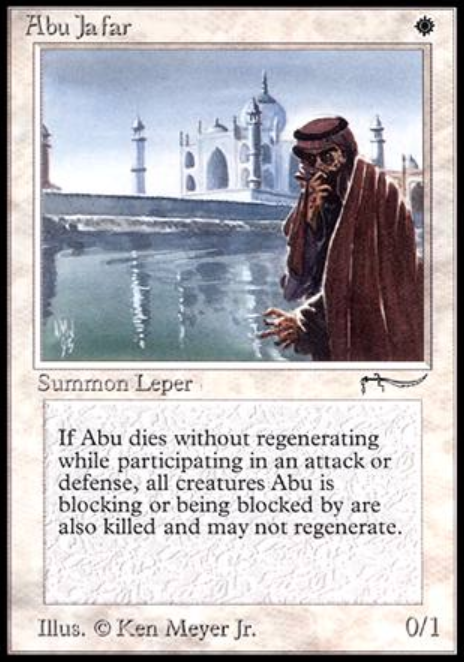 Abu Ja'far
Summon Leper
If Abu dies without regenerating
while participating in an attack or
defense, all creatures Abu is
blocking or being blocked by are
also killed and may not regenerate.
Illus. © Ken Meyer Jr.
0/1